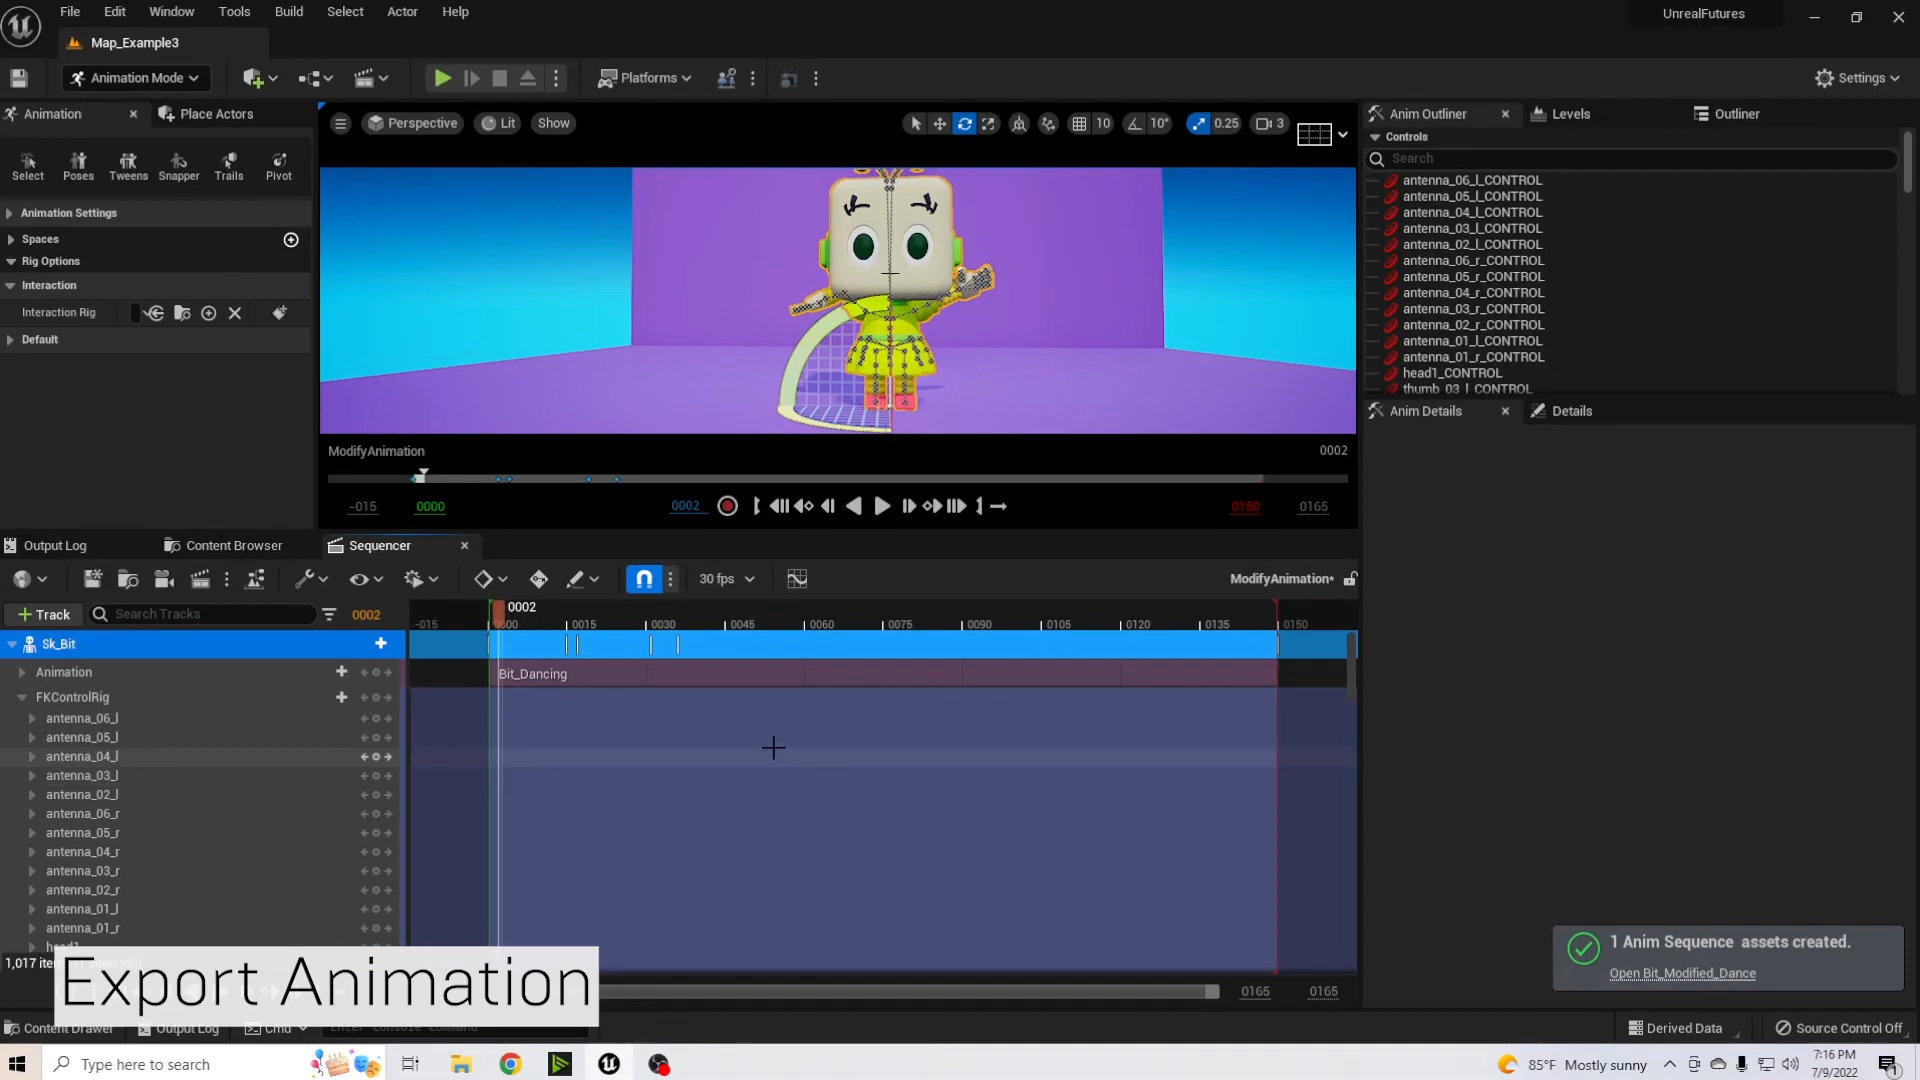 File Edit Window Tools Build Select Actor Help
UnrealFutures
Map_Example3
Animation Mode
Platforms
Settings
Animation
Place Actors
Select Poses Tweens Snapper Trails Pivot
Animation Settings
Spaces
Rig Options
Interaction
Interaction Rig
Default
Perspective Lit Show
10 10° 0.25 3
ModifyAnimation
0002
-015 0000 0002 0150 0165
Anim Outliner
Levels
Outliner
Controls
Search
antenna_06_l_CONTROL
antenna_05_l_CONTROL
antenna_04_l_CONTROL
antenna_03_l_CONTROL
antenna_02_l_CONTROL
antenna_06_r_CONTROL
antenna_05_r_CONTROL
antenna_04_r_CONTROL
antenna_03_r_CONTROL
antenna_02_r_CONTROL
antenna_01_l_CONTROL
antenna_01_r_CONTROL
head1_CONTROL
thumb_03_l_CONTROL
Anim Details
Details
Output Log
Content Browser
Sequencer
30 fps
ModifyAnimation*
Track
Search Tracks
0002
0002
-015 0000 0015 0030 0045 0060 0075 0090 0105 0120 0135 0150
Sk_Bit
Animation
Bit_Dancing
FKControlRig
antenna_06_l
antenna_05_l
antenna_04_l
antenna_03_l
antenna_02_l
antenna_06_r
antenna_05_r
antenna_04_r
antenna_03_r
antenna_02_r
antenna_01_l
antenna_01_r
head1
1,017
Export Animation
0165 0165
1 Anim Sequence assets created.
Open Bit_Modified_Dance
Content Drawer
Output Log
Cmd
Enter Console Command
Derived Data
Source Control Off
Type here to search
85°F Mostly sunny
7:16 PM
7/9/2022
1